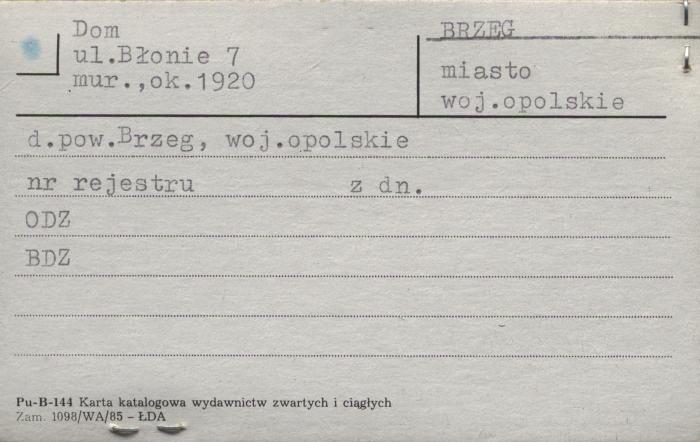 Dom
ul.Błonie 7
mur.,ok.1920
BRZEG
miasto
woj.opolskie
d.pow.Brzeg, woj.opolskie
nr rejestru z dn.
ODZ
BDZ
Pu-B-144 Karta katalogowa wydawnictw zwartych i ciągłych
Zam. 1098/WA/85 – ŁDA